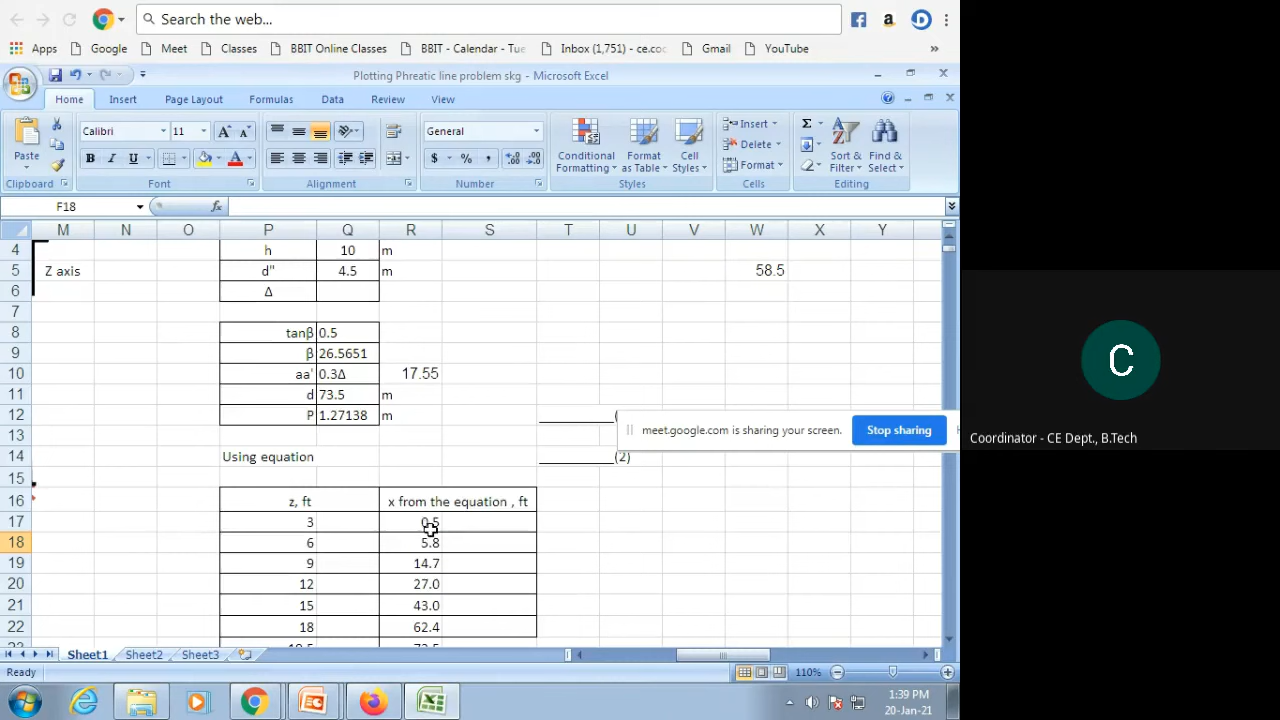 Search the web...
Apps Google Meet Classes BBIT Online Classes BBIT - Calendar - Tue Inbox (1,751) - ce.coc Gmail YouTube »
Plotting Phreatic line problem skg - Microsoft Excel
Home Insert Page Layout Formulas Data Review View
Calibri 11 General Insert Σ
Paste B I U $ % , Conditional Formatting Format as Table Cell Styles Delete Format Sort & Filter Find & Select
Clipboard Font Alignment Number Styles Cells Editing
F18 fx
M N O P Q R S T U V W X Y
4 h 10 m
5 Z axis d" 4.5 m 58.5
6 Δ
7
8 tanβ 0.5
9 β 26.5651
10 aa' 0.3Δ 17.55
11 d 73.5 m
12 P 1.27138 m ________(
meet.google.com is sharing your screen. Stop sharing
Coordinator - CE Dept., B.Tech
13
14 Using equation ________(2)
15
16 z, ft x from the equation , ft
17 3 0.5
18 6 5.8
19 9 14.7
20 12 27.0
21 15 43.0
22 18 62.4
Sheet1 Sheet2 Sheet3
Ready 110%
1:39 PM
20-Jan-21
C